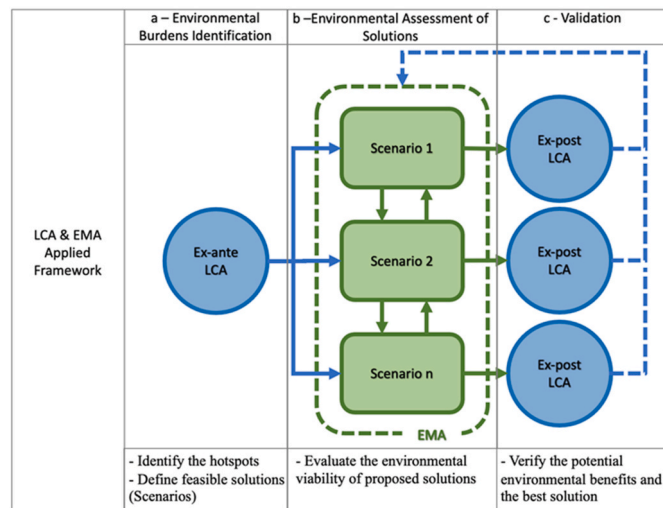 a – Environmental
Burdens Identification
b –Environmental Assessment of
Solutions
c - Validation
LCA & EMA
Applied
Framework
Ex-ante
LCA
Scenario 1
Scenario 2
Scenario n
EMA
Ex-post
LCA
Ex-post
LCA
Ex-post
LCA
- Identify the hotspots
- Define feasible solutions
(Scenarios)
- Evaluate the environmental
viability of proposed solutions
- Verify the potential
environmental benefits and
the best solution